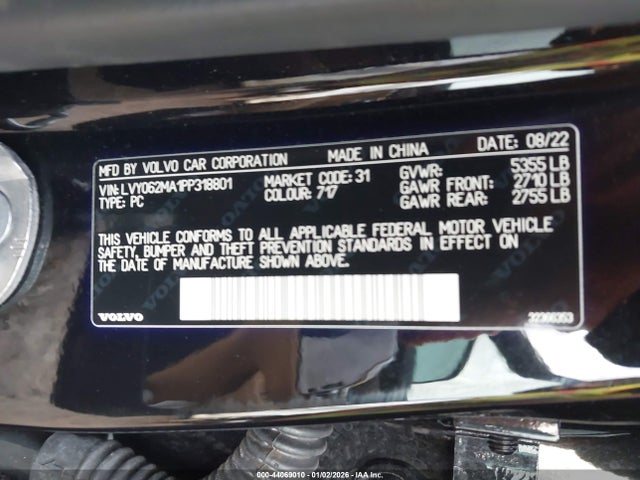 MFD BY VOLVO CAR CORPORATION MADE IN CHINA DATE: 08/22
VIN: LVY062MA1PP318801 MARKET CODE: 31 GVWR: 5355 LB
TYPE: PC COLOUR: 717 GAWR FRONT: 2710 LB
GAWR REAR: 2755 LB
THIS VEHICLE CONFORMS TO ALL APPLICABLE FEDERAL MOTOR VEHICLE
SAFETY, BUMPER AND THEFT PREVENTION STANDARDS IN EFFECT ON
THE DATE OF MANUFACTURE SHOWN ABOVE.
VOLVO 32366353
000-44069010 - 01/02/2026 - IAA, Inc.